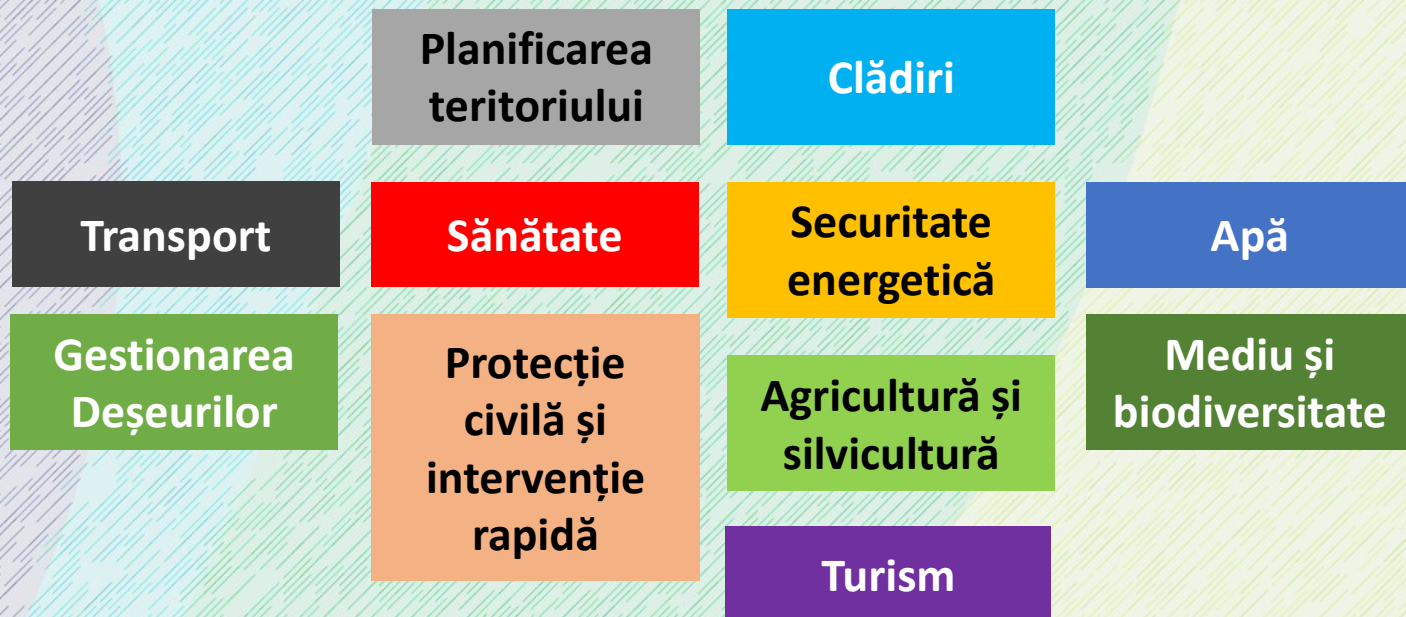 Planificarea
teritoriului
Clădiri
Transport
Sănătate
Securitate
energetică
Apă
Gestionarea
Deșeurilor
Protecție
civilă și
intervenție
rapidă
Agricultură și
silvicultură
Mediu și
biodiversitate
Turism